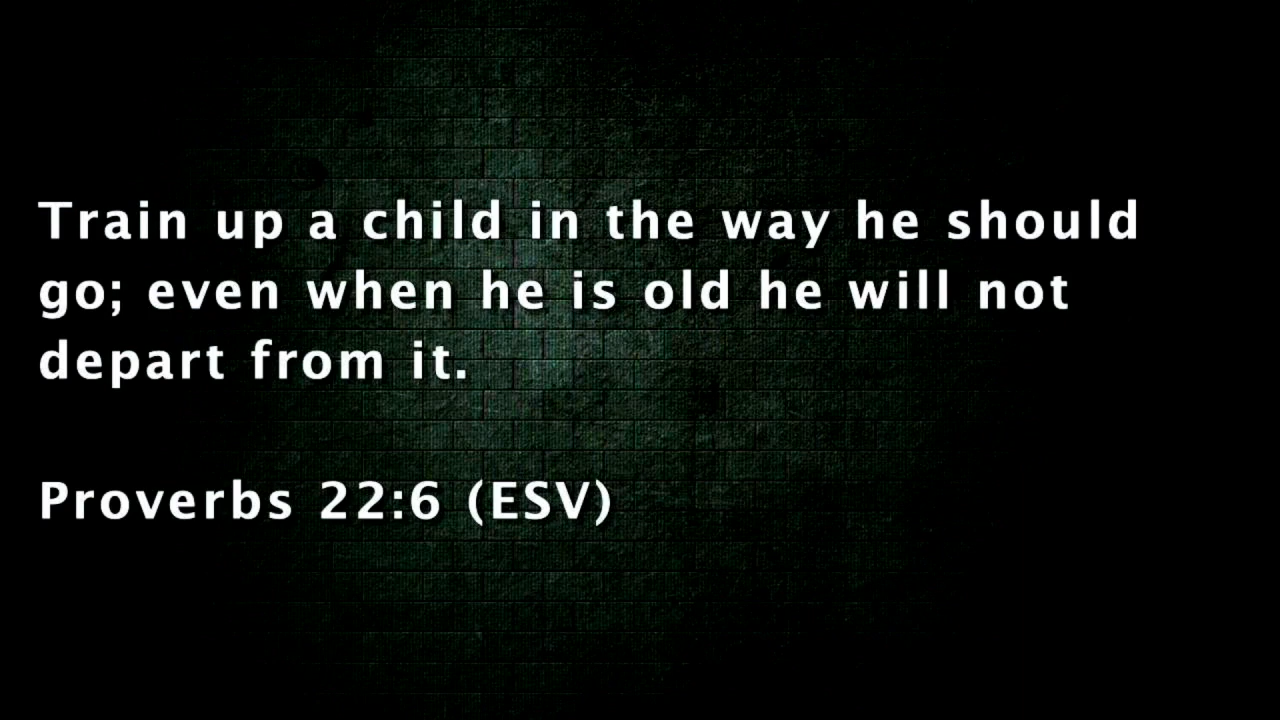 Train up a child in the way he should
go; even when he is old he will not
depart from it.
Proverbs 22:6 (ESV)